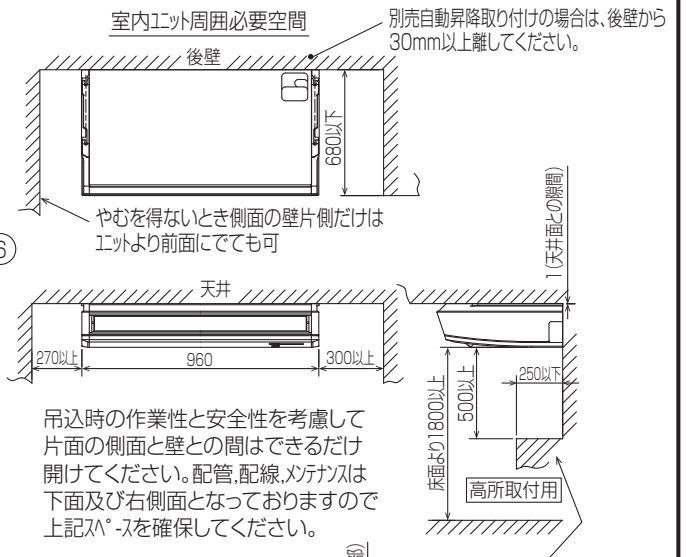 室内ユニット周囲必要空間
別売自動昇降取り付けの場合は、後壁から
30mm以上離してください。
後壁
680以下
やむを得ないとき側面の壁片側だけは
ユニットより前面にでても可
6
1(天井面との隙間)
天井
270以上
960
300以上
250以下
500以上
床面より1800以上
高所取付用
吊込時の作業性と安全性を考慮して
片面の側面と壁との間はできるだけ
開けてください。配管,配線,メンテナンスは
下面及び右側面となっておりますので
上記スペースを確保してください。